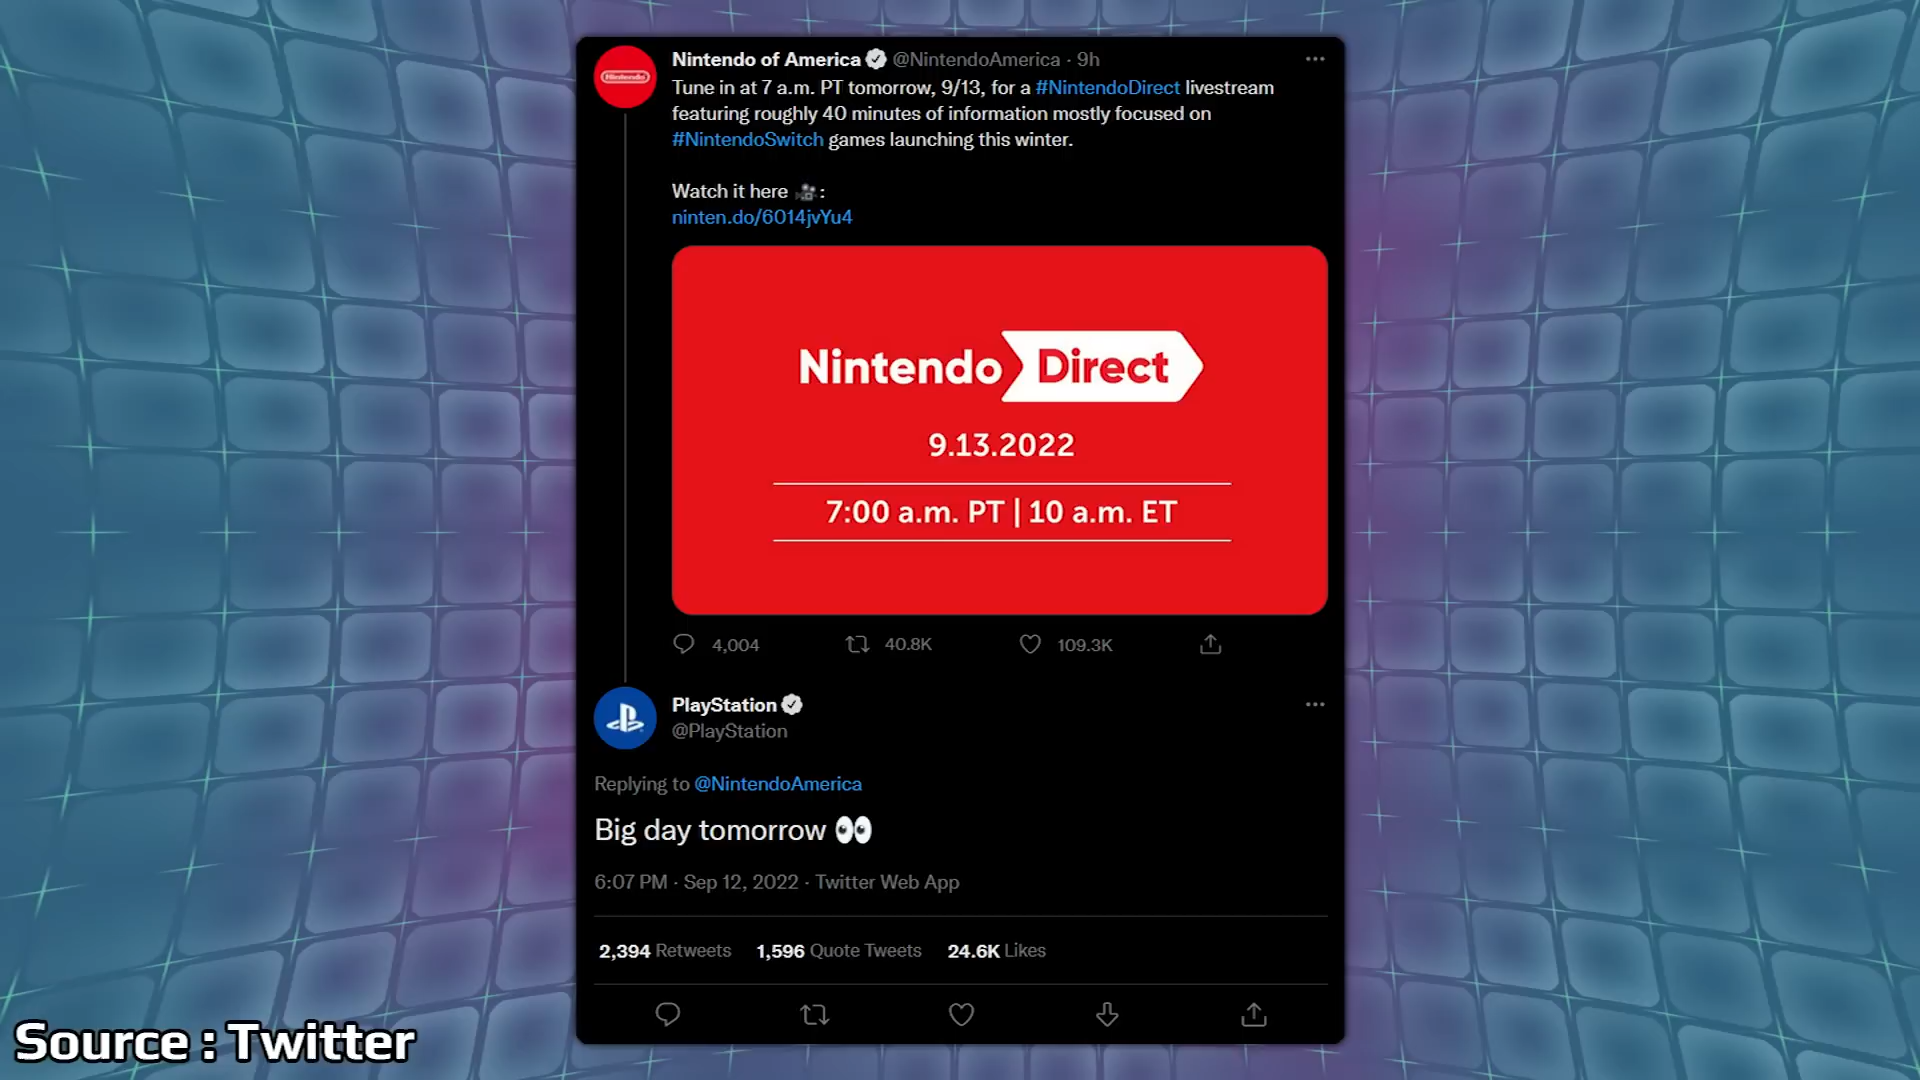 Nintendo of America @NintendoAmerica · 9h
Nintendo
Tune in at 7 a.m. PT tomorrow, 9/13, for a #NintendoDirect livestream
featuring roughly 40 minutes of information mostly focused on
#NintendoSwitch games launching this winter.
Watch it here 🎥:
ninten.do/6014jvYu4
Nintendo Direct
9.13.2022
7:00 a.m. PT | 10 a.m. ET
4,004 40.8K 109.3K
PlayStation
@PlayStation
Replying to @NintendoAmerica
Big day tomorrow 👀
6:07 PM · Sep 12, 2022 · Twitter Web App
2,394 Retweets 1,596 Quote Tweets 24.6K Likes
Source : Twitter